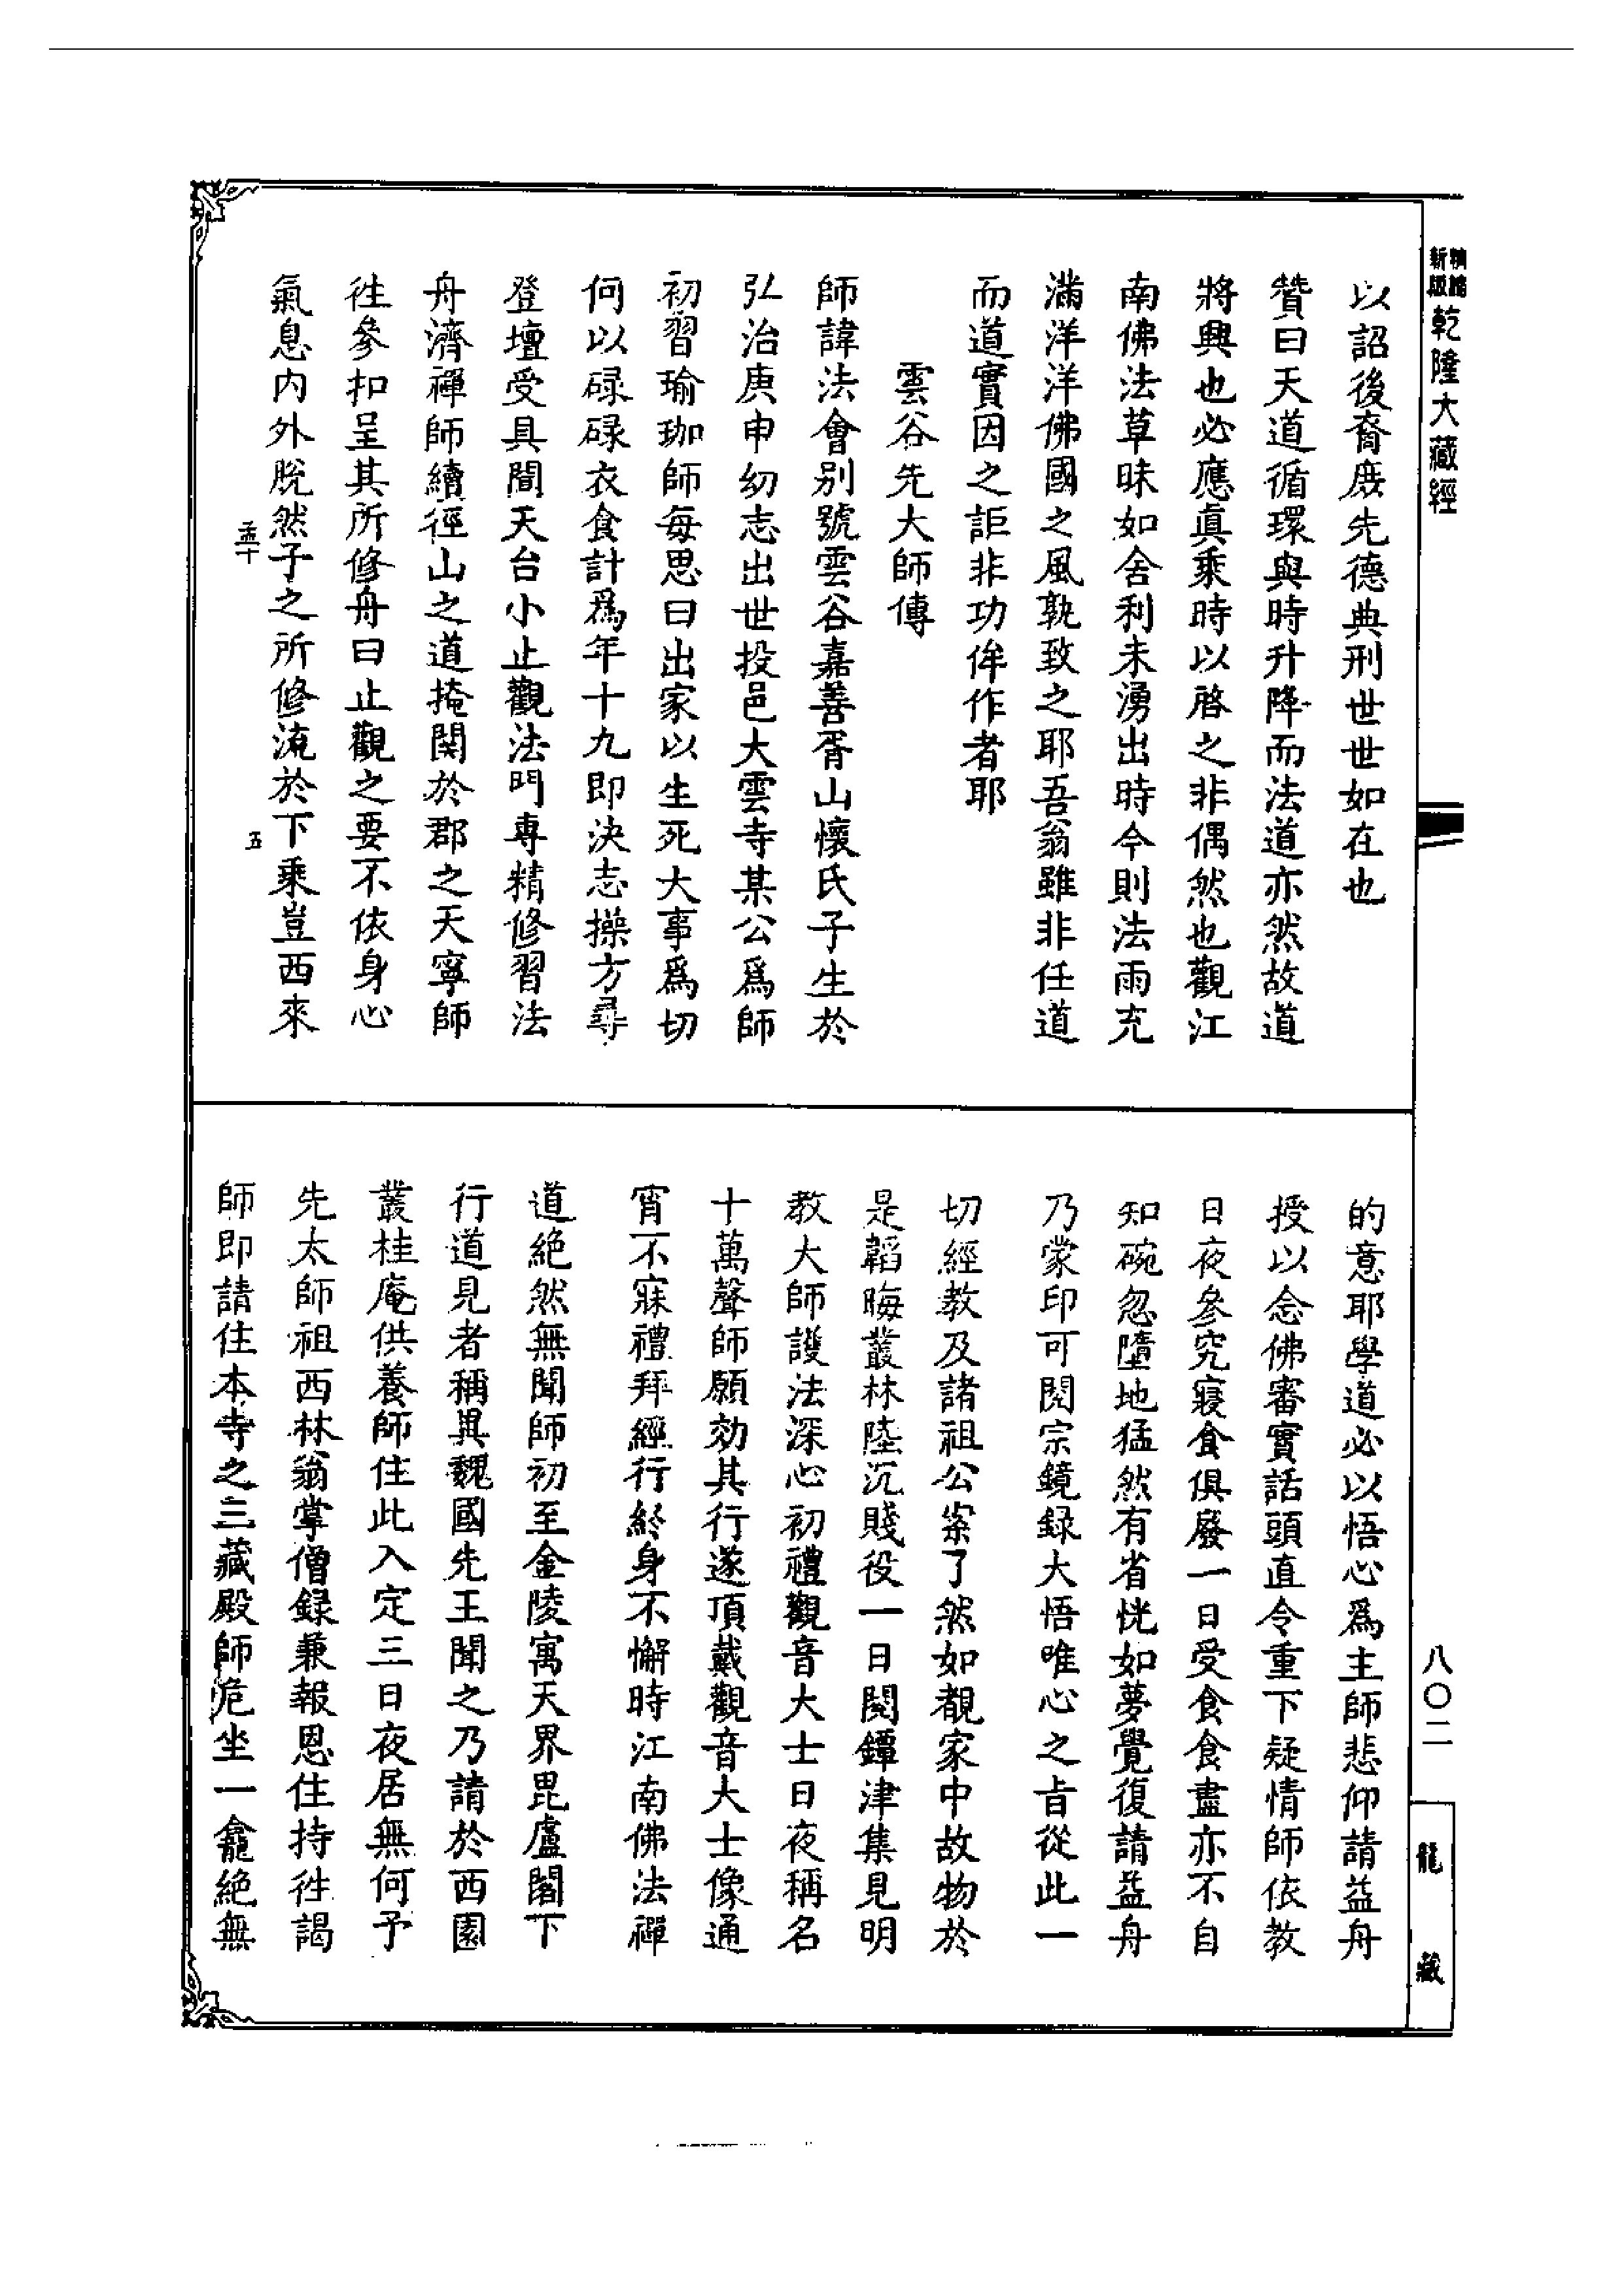 新版
乾隆大藏經
以詔後裔庻先德典刑世世如在也
贊曰天道循環與時升降而法道亦然故道
將興也必應眞乘時以啓之非偶然也觀江
南佛法草昧如舍利未湧出時今則法雨充
滿洋洋佛國之風孰致之耶吾翁雖非任道
而道實因之詎非功侔作者耶
雲谷先大師傳
師諱法會别號雲谷嘉善胥山懷氏子生於
弘治庚申幼志出世投邑大雲寺某公爲師
初習瑜珈師每思曰出家以生死大事爲切
何以碌碌衣食計爲年十九即決志操方尋
登壇受具聞天台小止觀法門專精修習法
舟濟禪師續徑山之道掩関於郡之天寧師
徃參扣呈其所修舟曰止觀之要不依身心
氣息内外脫然子之所修流於下乘豈西來
五
的意耶學道必以悟心爲主師悲仰請益舟
授以念佛審實話頭直令重下疑情師依教
日夜參究寢食俱廢一日受食食盡亦不自
知碗忽墮地猛然有省恍如夢覺復請益舟
乃蒙印可閱宗鏡録大悟唯心之旨從此一
切經教及諸祖公案了然如覩家中故物於
是韜晦叢林陸沉賤役一日閱鐔津集見明
教大師護法深心初禮觀音大士日夜稱名
十萬聲師願効其行遂頂戴觀音大士像通
宵不寐禮拜經行終身不懈時江南佛法禪
道絶然無聞師初至金陵寓天界毘盧閣下
行道見者稱異魏國先王聞之乃請於西園
叢桂庵供養師住此入定三日夜居無何予
先太師祖西林翁掌僧録兼報恩住持徃謁
師即請住本寺之三藏殿師危坐一龕絶無
八〇二
龍藏